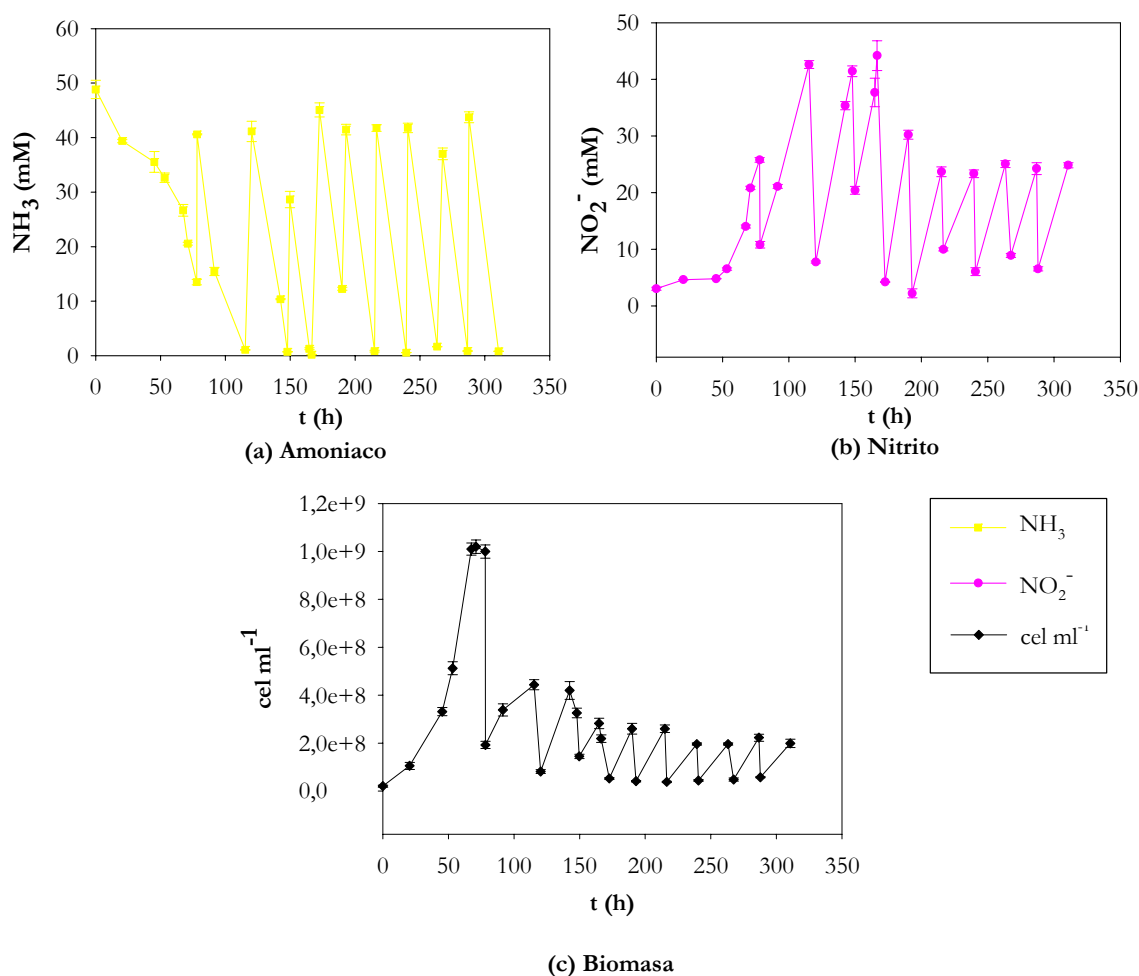 60
50
40
30
20
10
0
NH3 (mM)
0 50 100 150 200 250 300 350
t (h)
(a) Amoniaco
50
40
30
20
10
0
NO2- (mM)
0 50 100 150 200 250 300 350
t (h)
(b) Nitrito
1,2e+9
1,0e+9
8,0e+8
6,0e+8
4,0e+8
2,0e+8
0,0
cel ml-1
0 50 100 150 200 250 300 350
t (h)
(c) Biomasa
NH3
NO2-
cel ml-1